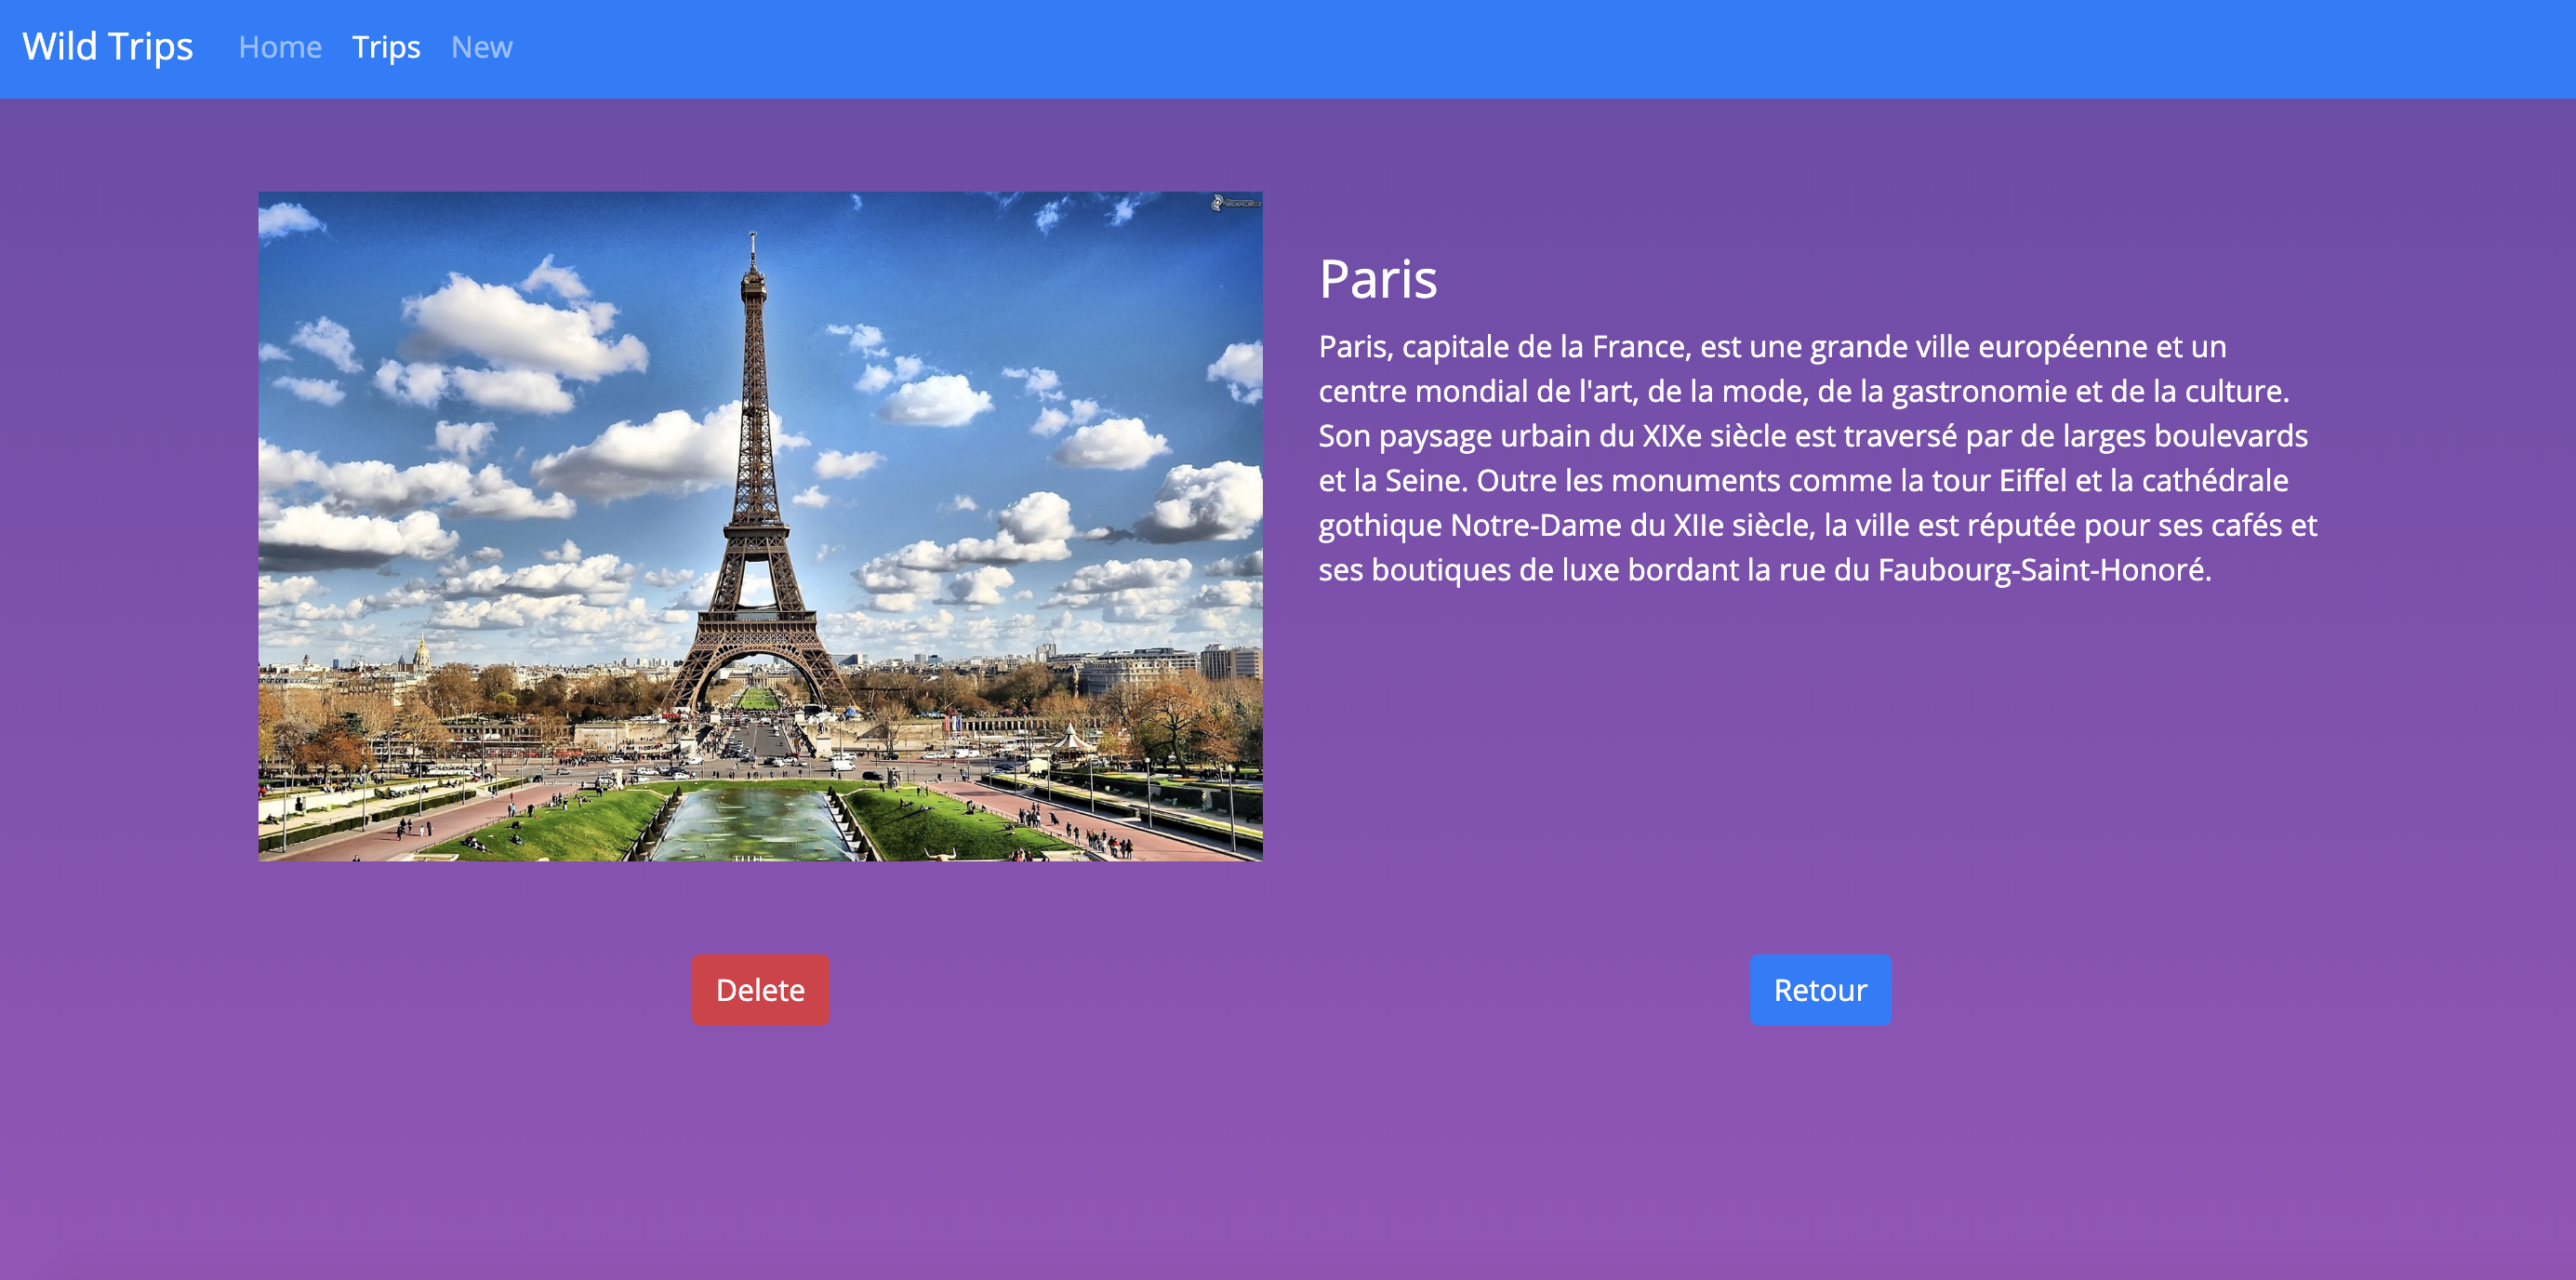 Wild Trips Home Trips New
Paris
Paris, capitale de la France, est une grande ville européenne et un
centre mondial de l'art, de la mode, de la gastronomie et de la culture.
Son paysage urbain du XIXe siècle est traversé par de larges boulevards
et la Seine. Outre les monuments comme la tour Eiffel et la cathédrale
gothique Notre-Dame du XIIe siècle, la ville est réputée pour ses cafés et
ses boutiques de luxe bordant la rue du Faubourg-Saint-Honoré.
Delete Retour